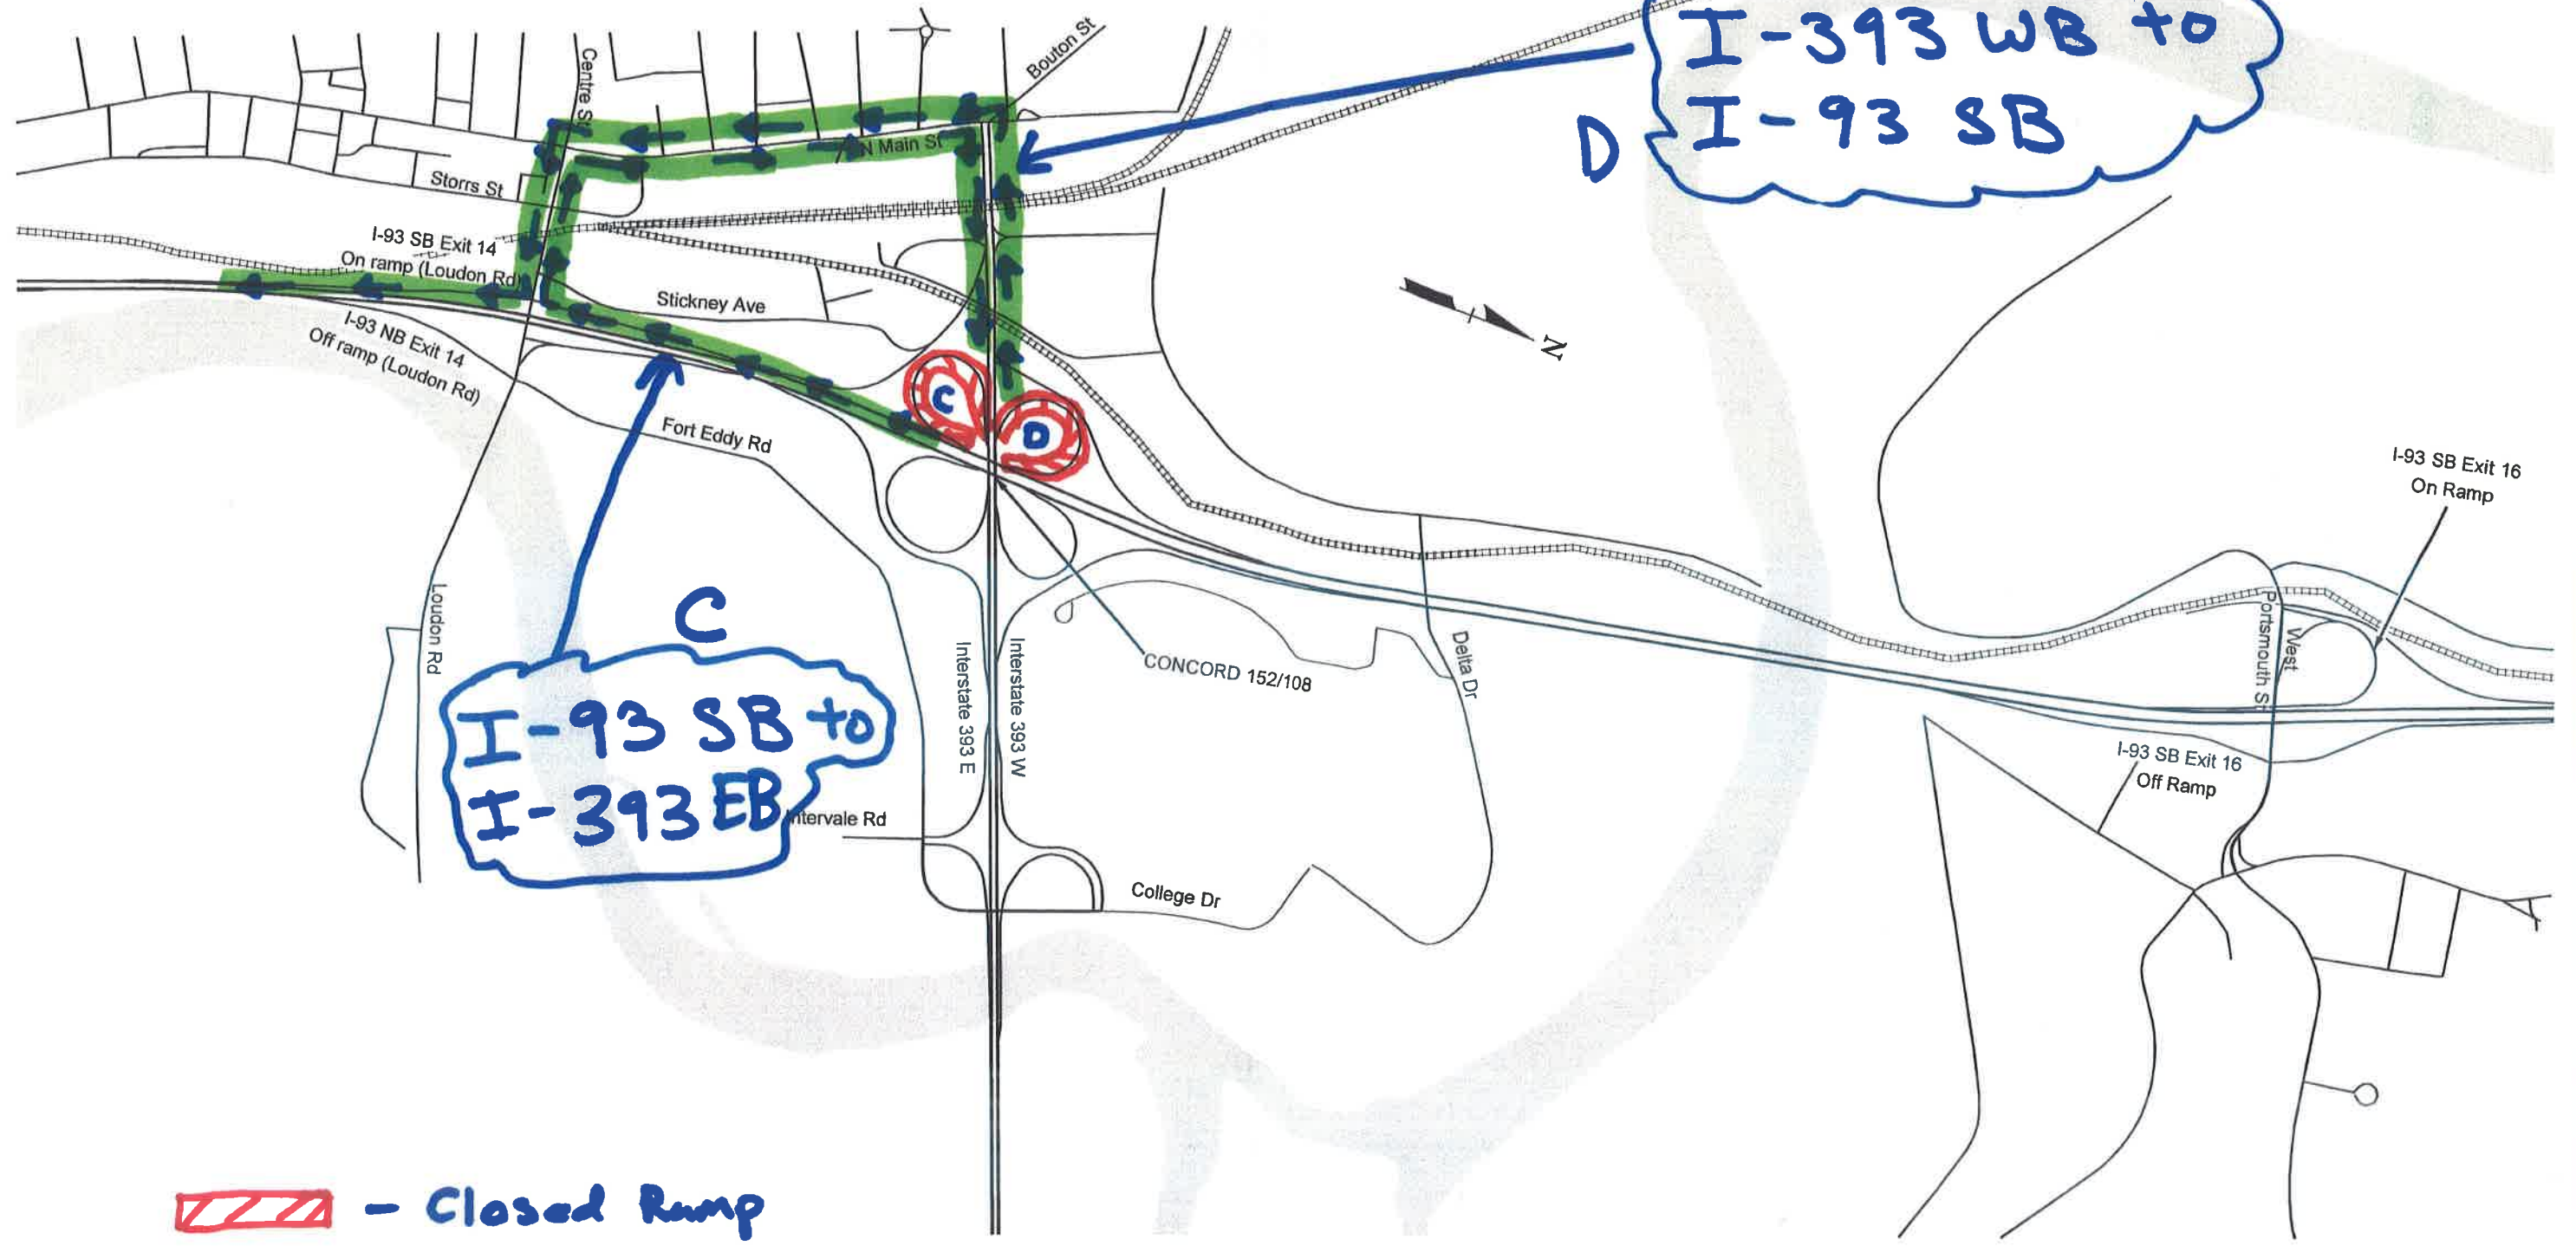 I-393 WB to
I-93 SB
D
Bouton St
Centre St
N Main St
Storrs St
I-93 SB Exit 14
On ramp (Loudon Rd)
Stickney Ave
I-93 NB Exit 14
Off ramp (Loudon Rd)
N
C
D
Fort Eddy Rd
I-93 SB Exit 16
On Ramp
Loudon Rd
C
I-93 SB to
I-393 EB
Intervale Rd
Interstate 393 E
Interstate 393 W
CONCORD 152/108
Delta Dr
West
Portsmouth St
I-93 SB Exit 16
Off Ramp
College Dr
- Closed Ramp